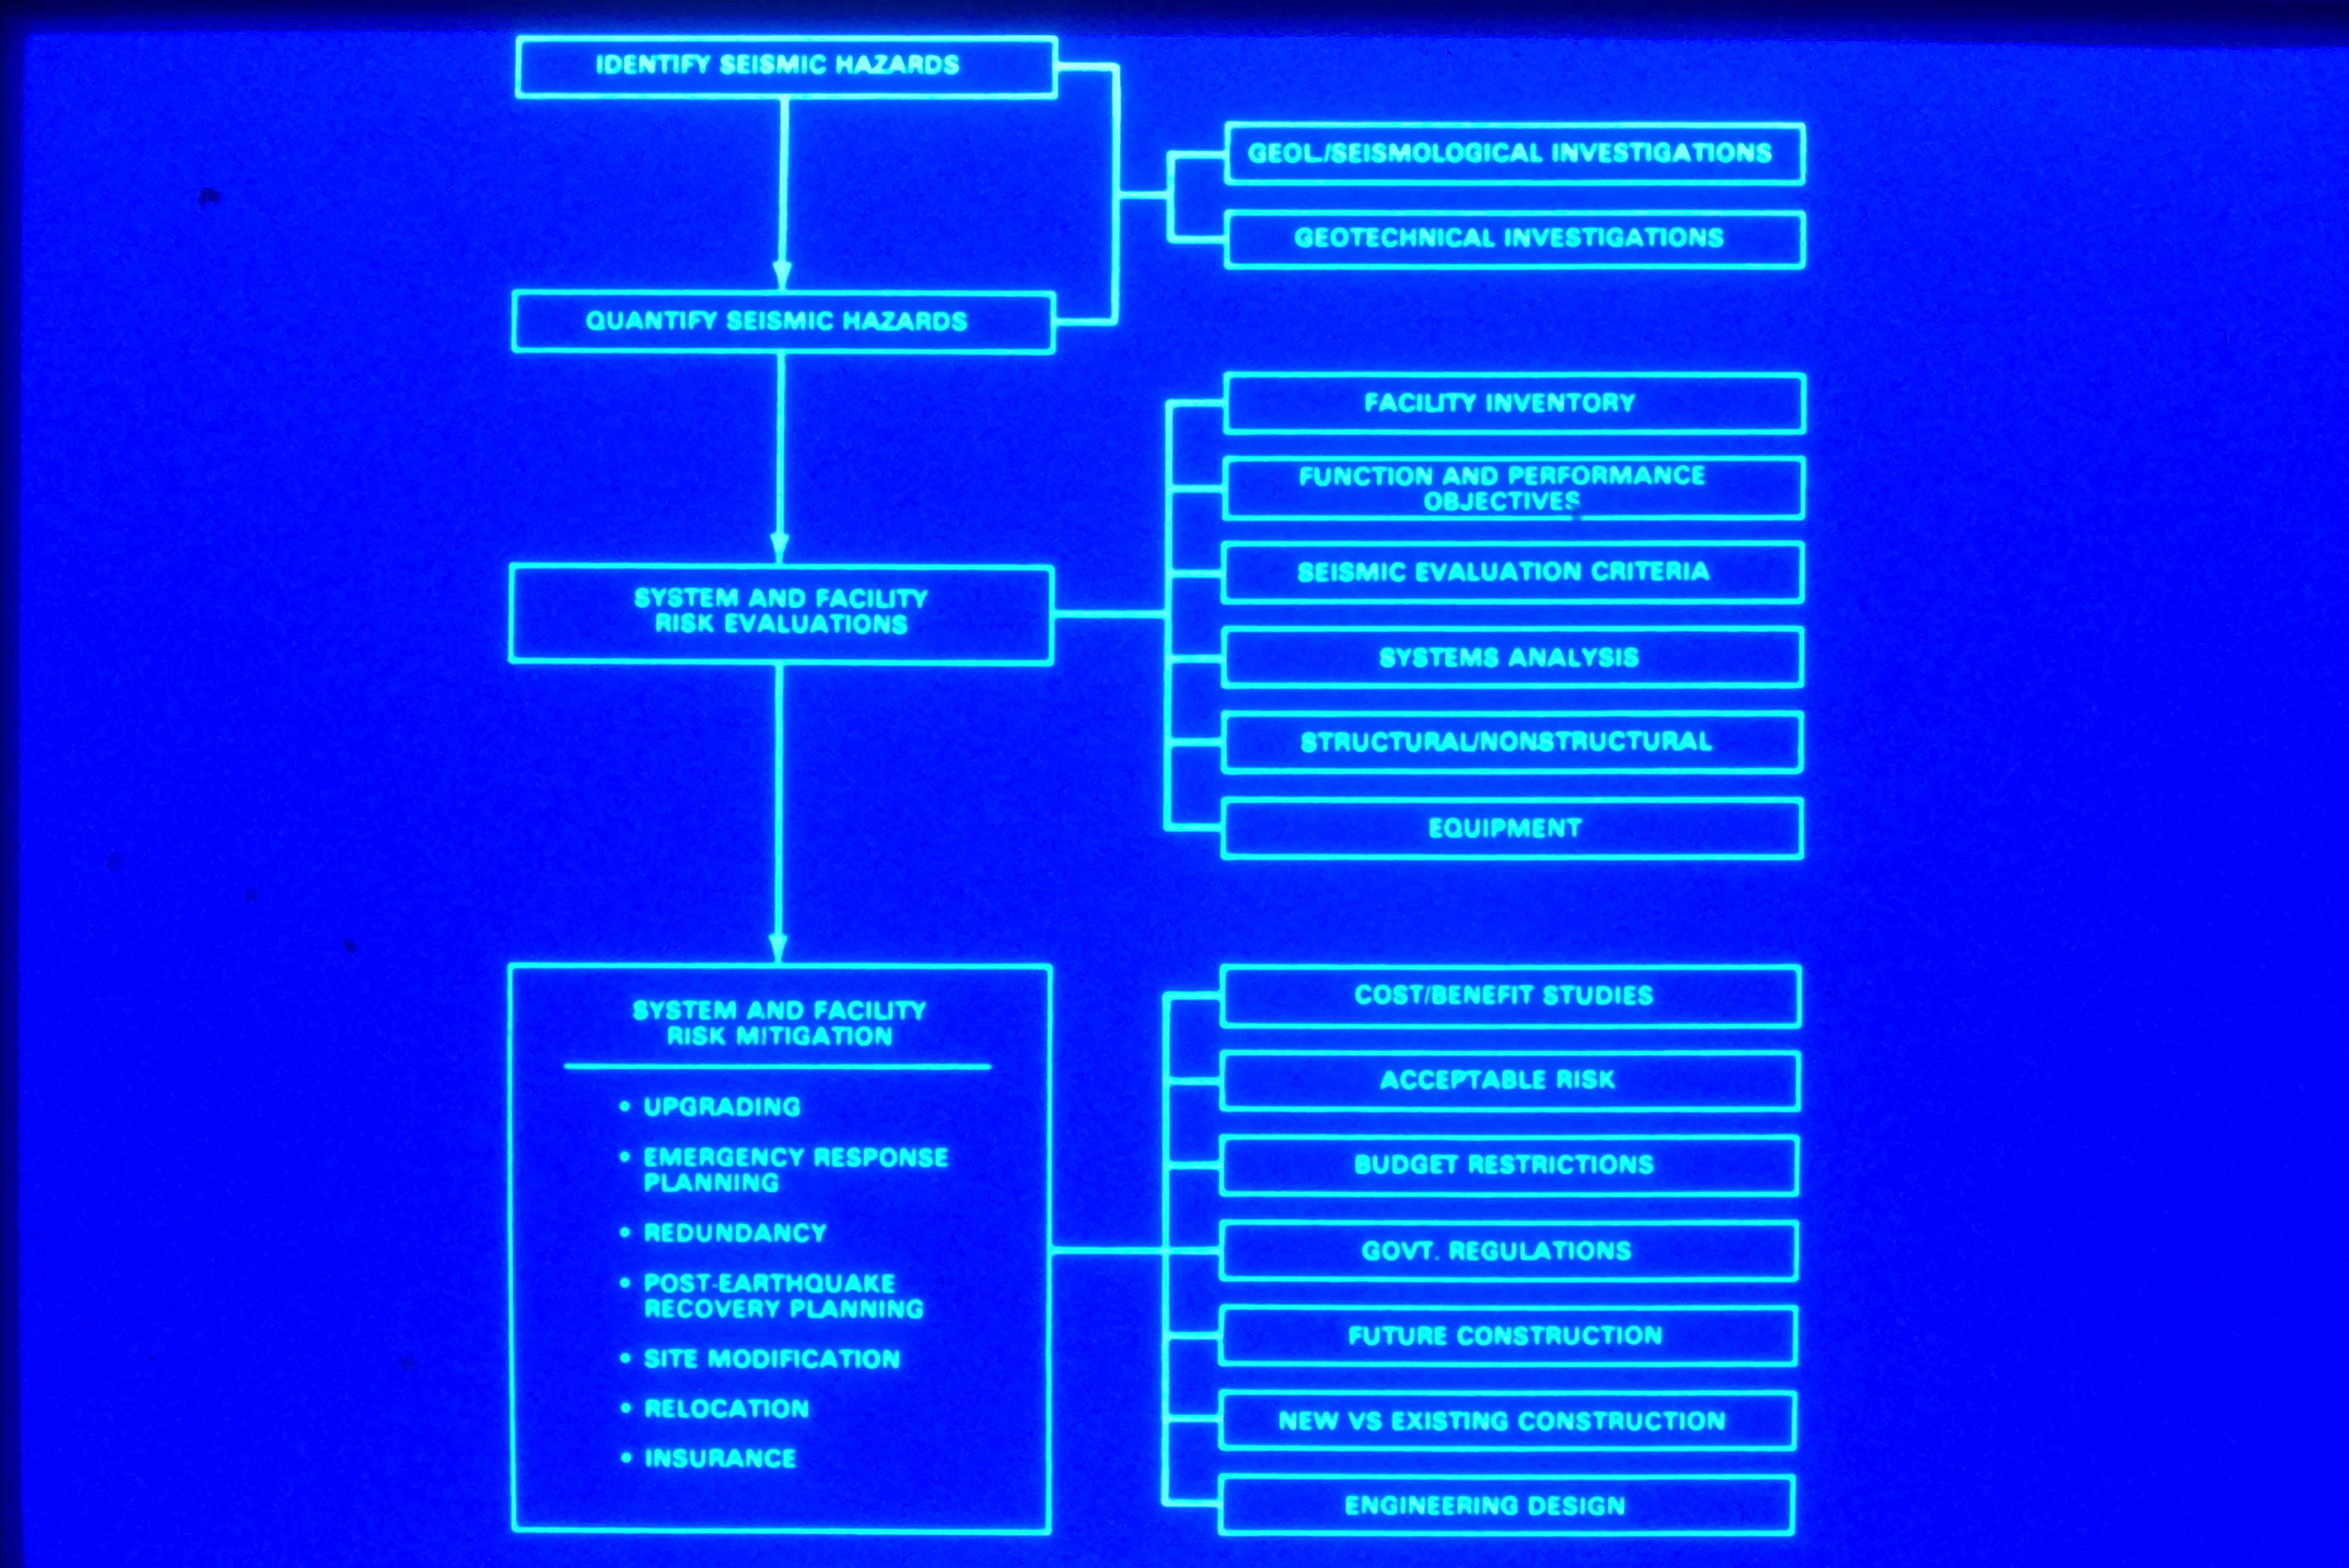 IDENTIFY SEISMIC HAZARDS
GEOL./SEISMOLOGICAL INVESTIGATIONS
GEOTECHNICAL INVESTIGATIONS
QUANTIFY SEISMIC HAZARDS
FACILITY INVENTORY
FUNCTION AND PERFORMANCE
OBJECTIVES
SEISMIC EVALUATION CRITERIA
SYSTEM AND FACILITY
RISK EVALUATIONS
SYSTEMS ANALYSIS
STRUCTURAL/NONSTRUCTURAL
EQUIPMENT
SYSTEM AND FACILITY
RISK MITIGATION
• UPGRADING
• EMERGENCY RESPONSE
PLANNING
• REDUNDANCY
• POST-EARTHQUAKE
RECOVERY PLANNING
• SITE MODIFICATION
• RELOCATION
• INSURANCE
COST/BENEFIT STUDIES
ACCEPTABLE RISK
BUDGET RESTRICTIONS
GOVT. REGULATIONS
FUTURE CONSTRUCTION
NEW VS EXISTING CONSTRUCTION
ENGINEERING DESIGN